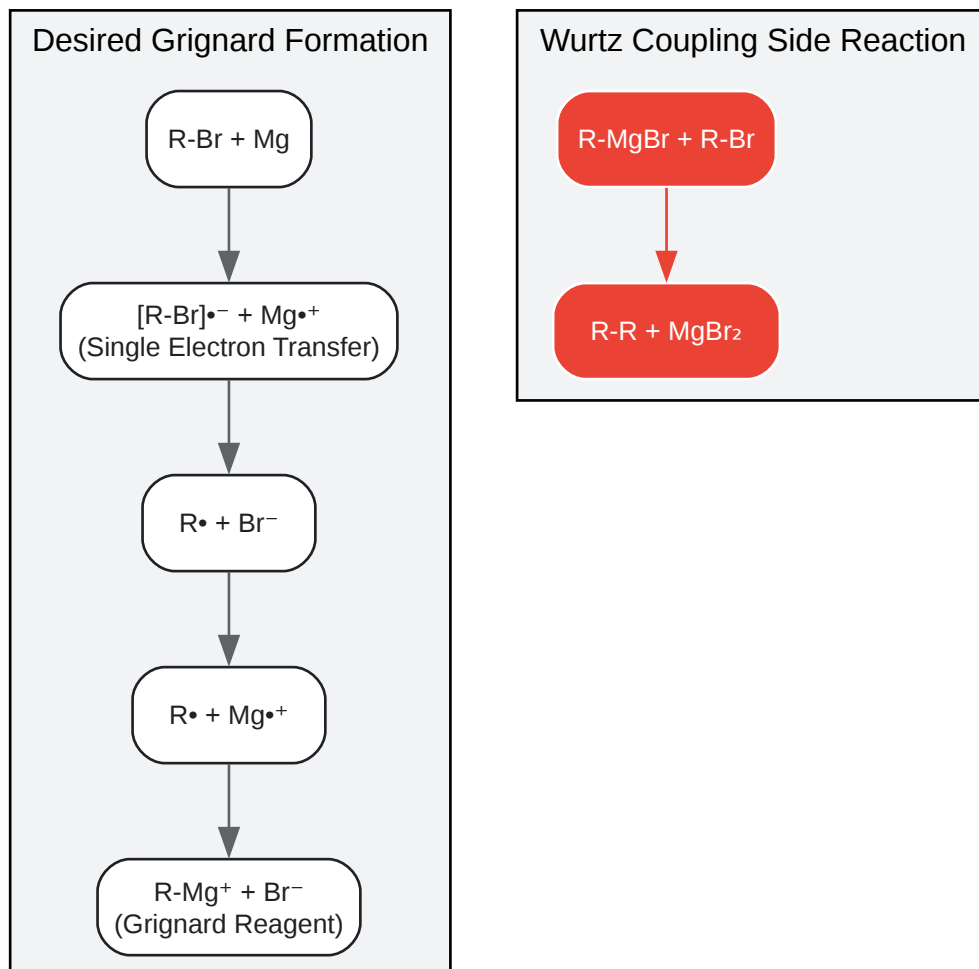 Desired Grignard Formation
R-Br + Mg
[R-Br]•⁻ + Mg•⁺
(Single Electron Transfer)
R• + Br⁻
R• + Mg•⁺
R-Mg⁺ + Br⁻
(Grignard Reagent)
Wurtz Coupling Side Reaction
R-MgBr + R-Br
R-R + MgBr₂